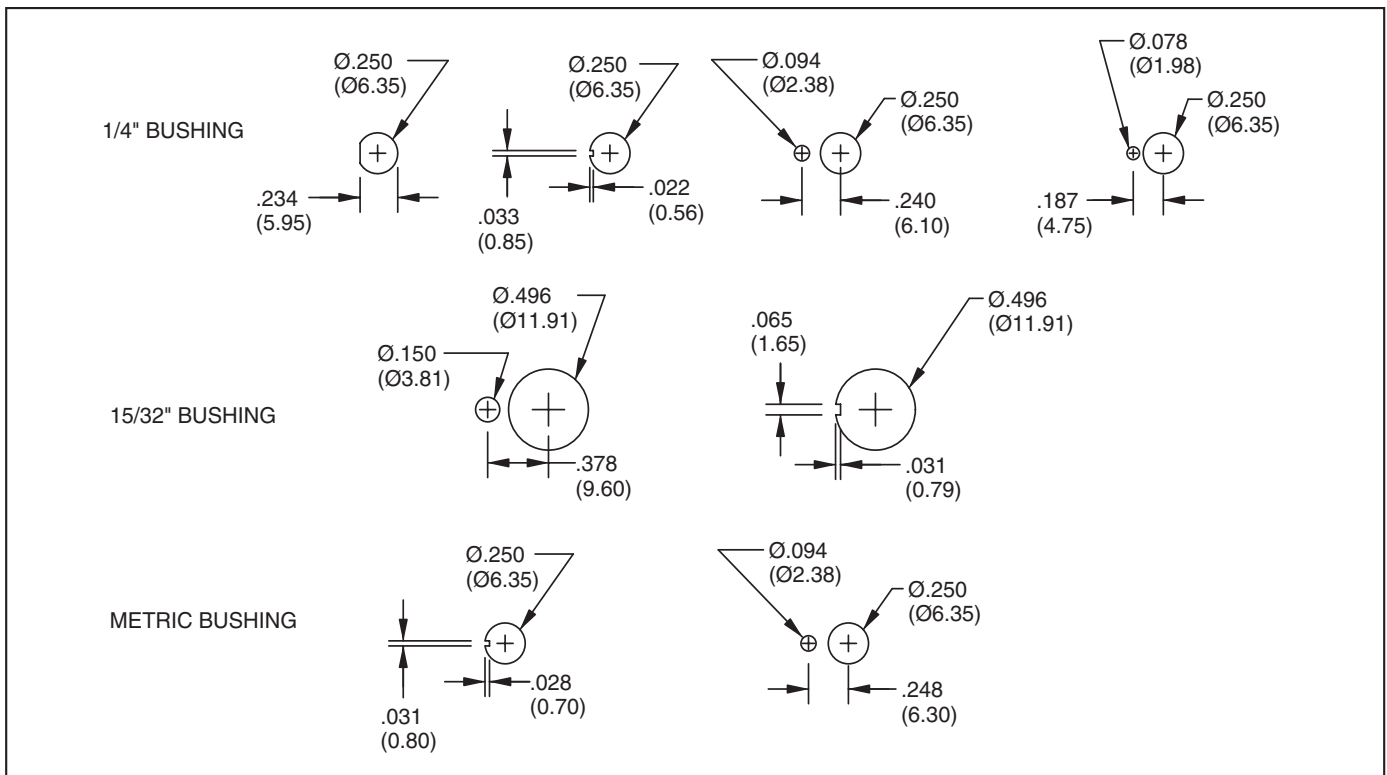 1/4" BUSHING
Ø.250
(Ø6.35)
.234
(5.95)
Ø.250
(Ø6.35)
.033
(0.85)
.022
(0.56)
Ø.094
(Ø2.38)
Ø.250
(Ø6.35)
.240
(6.10)
Ø.078
(Ø1.98)
Ø.250
(Ø6.35)
.187
(4.75)
15/32" BUSHING
Ø.496
(Ø11.91)
Ø.150
(Ø3.81)
.378
(9.60)
.065
(1.65)
Ø.496
(Ø11.91)
.031
(0.79)
METRIC BUSHING
Ø.250
(Ø6.35)
.031
(0.80)
.028
(0.70)
Ø.094
(Ø2.38)
Ø.250
(Ø6.35)
.248
(6.30)